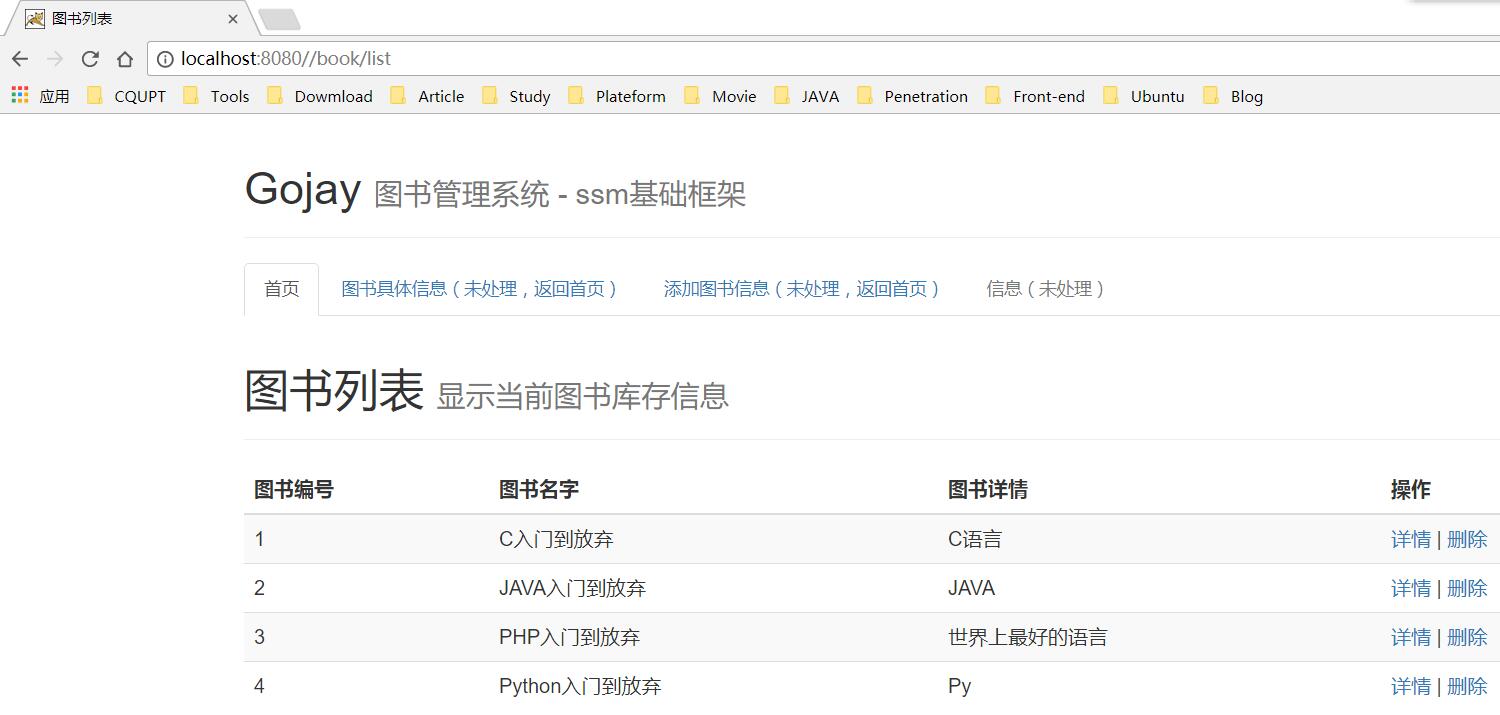 图书列表
localhost:8080//book/list
应用 CQUPT Tools Dowmload Article Study Plateform Movie JAVA Penetration Front-end Ubuntu Blog
Gojay 图书管理系统 - ssm基础框架
首页 图书具体信息（未处理，返回首页） 添加图书信息（未处理，返回首页） 信息（未处理）
图书列表 显示当前图书库存信息
图书编号 图书名字 图书详情 操作
1 C入门到放弃 C语言 详情 | 删除
2 JAVA入门到放弃 JAVA 详情 | 删除
3 PHP入门到放弃 世界上最好的语言 详情 | 删除
4 Python入门到放弃 Py 详情 | 删除